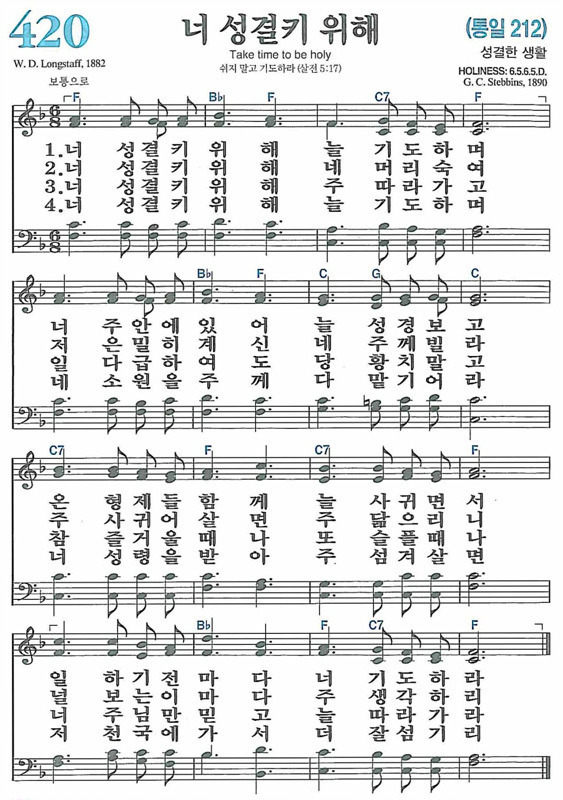 420
너 성결키 위해
(통일 212)
Take time to be holy
성결한 생활
W. D. Longstaff, 1882
쉬지 말고 기도하라 (살전 5:17)
HOLINESS: 6.5.6.5.D.
보통으로
G. C. Stebbins, 1890
F B♭ F C7 F
1.너 성결키 위해 늘 기도하며
2.너 성결키 위해 네 머리숙여
3.너 성결키 위해 주 따라가고
4.너 성결키 위해 늘 기도하며
B♭ F C G C
너 주안에 있어 늘 성경보고
저 은밀히 계신 네 주께빌라
일 다급하여도 당황치말고
네 소원을 주께 다 맡기어라
C7 F C7 F
온 형제들 함께 늘 사귀면서
주 사귀어 살면 주 닮으리니
참 즐거울때나 또 슬플때나
너 성령을 받아 주 섬겨살면
B♭ F C7 F
일 하기전마다 너 기도하라
널 보는이마다 주 생각하리
너 주님만 믿고 늘 따라가라
저 천국에가서 더 잘섬기리